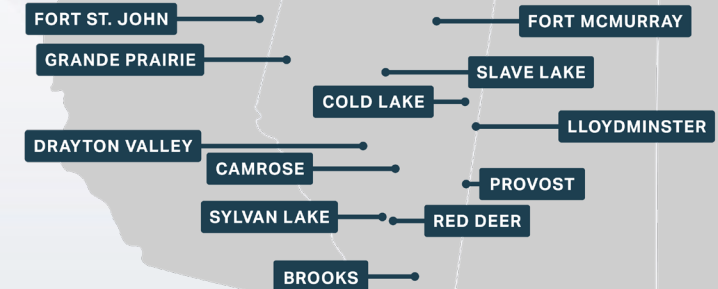 FORT ST. JOHN
FORT MCMURRAY
GRANDE PRAIRIE
SLAVE LAKE
COLD LAKE
LLOYDMINSTER
DRAYTON VALLEY
CAMROSE
PROVOST
SYLVAN LAKE
RED DEER
BROOKS